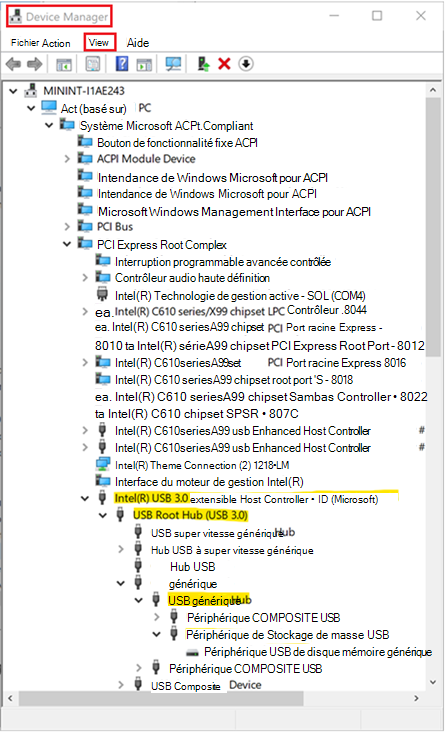 Device Manager
Fichier Action View Aide
MININT-I1AE243
Act (basé sur) PC
Système Microsoft ACPt.Compliant
Bouton de fonctionnalité fixe ACPI
ACPI Module Device
Intendance de Windows Microsoft pour ACPI
Intendance de Windows Microsoft pour ACPI
Microsoft Windows Management Interface pour ACPI
PCI Bus
PCI Express Root Complex
Interruption programmable avancée contrôlée
Contrôleur audio haute définition
Intel(R) Technologie de gestion active - SOL (COM4)
ea. Intel(R) C610 series/X99 chipset LPC Contrôleur .8044
ea. Intel(R) C610 seriesA99 chipset PCI Port racine Express -
8010 ta Intel(R) sérieA99 chipset PCI Express Root Port - 8012
Intel(R) C610seriesA99set PCI Port racine Express 8016
Intel(R) C610 seriesA99 chipset root port 'S - 8018
ea. Intel(R) C610 seriesA99 chipset Sambas Controller • 8022
ta Intel(R) C610 chipset SPSR • 807C
Intel(R) C610 seriesA99 usb Enhanced Host Controller #
Intel(R) C610 seriesA99 usb Enhanced Host Controller #
Intel(R) Theme Connection (2) 1218-LM
Interface du moteur de gestion Intel(R)
Intel(R) USB 3.0 extensible Host Controller • ID (Microsoft)
USB Root Hub (USB 3.0)
USB super vitesse générique Hub
Hub USB à super vitesse générique
Hub USB
générique
USB générique Hub
Périphérique COMPOSITE USB
Périphérique de Stockage de masse USB
Périphérique USB de disque mémoire générique
Périphérique COMPOSITE USB
USB Composite Device